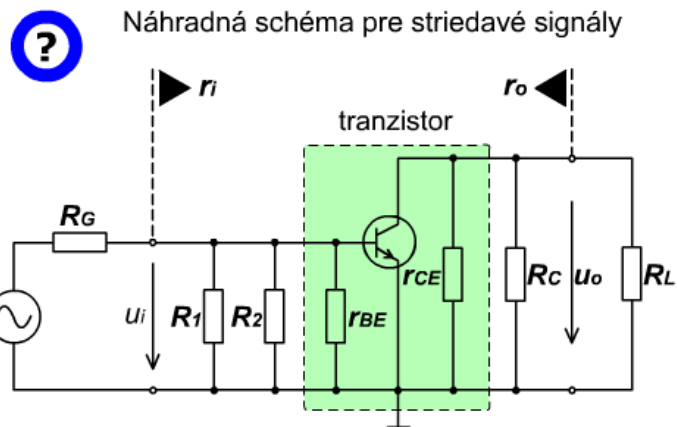 ?
Náhradná schéma pre striedavé signály
ri
ro
tranzistor
RG
ui
R1
R2
rBE
rCE
RC
uo
RL